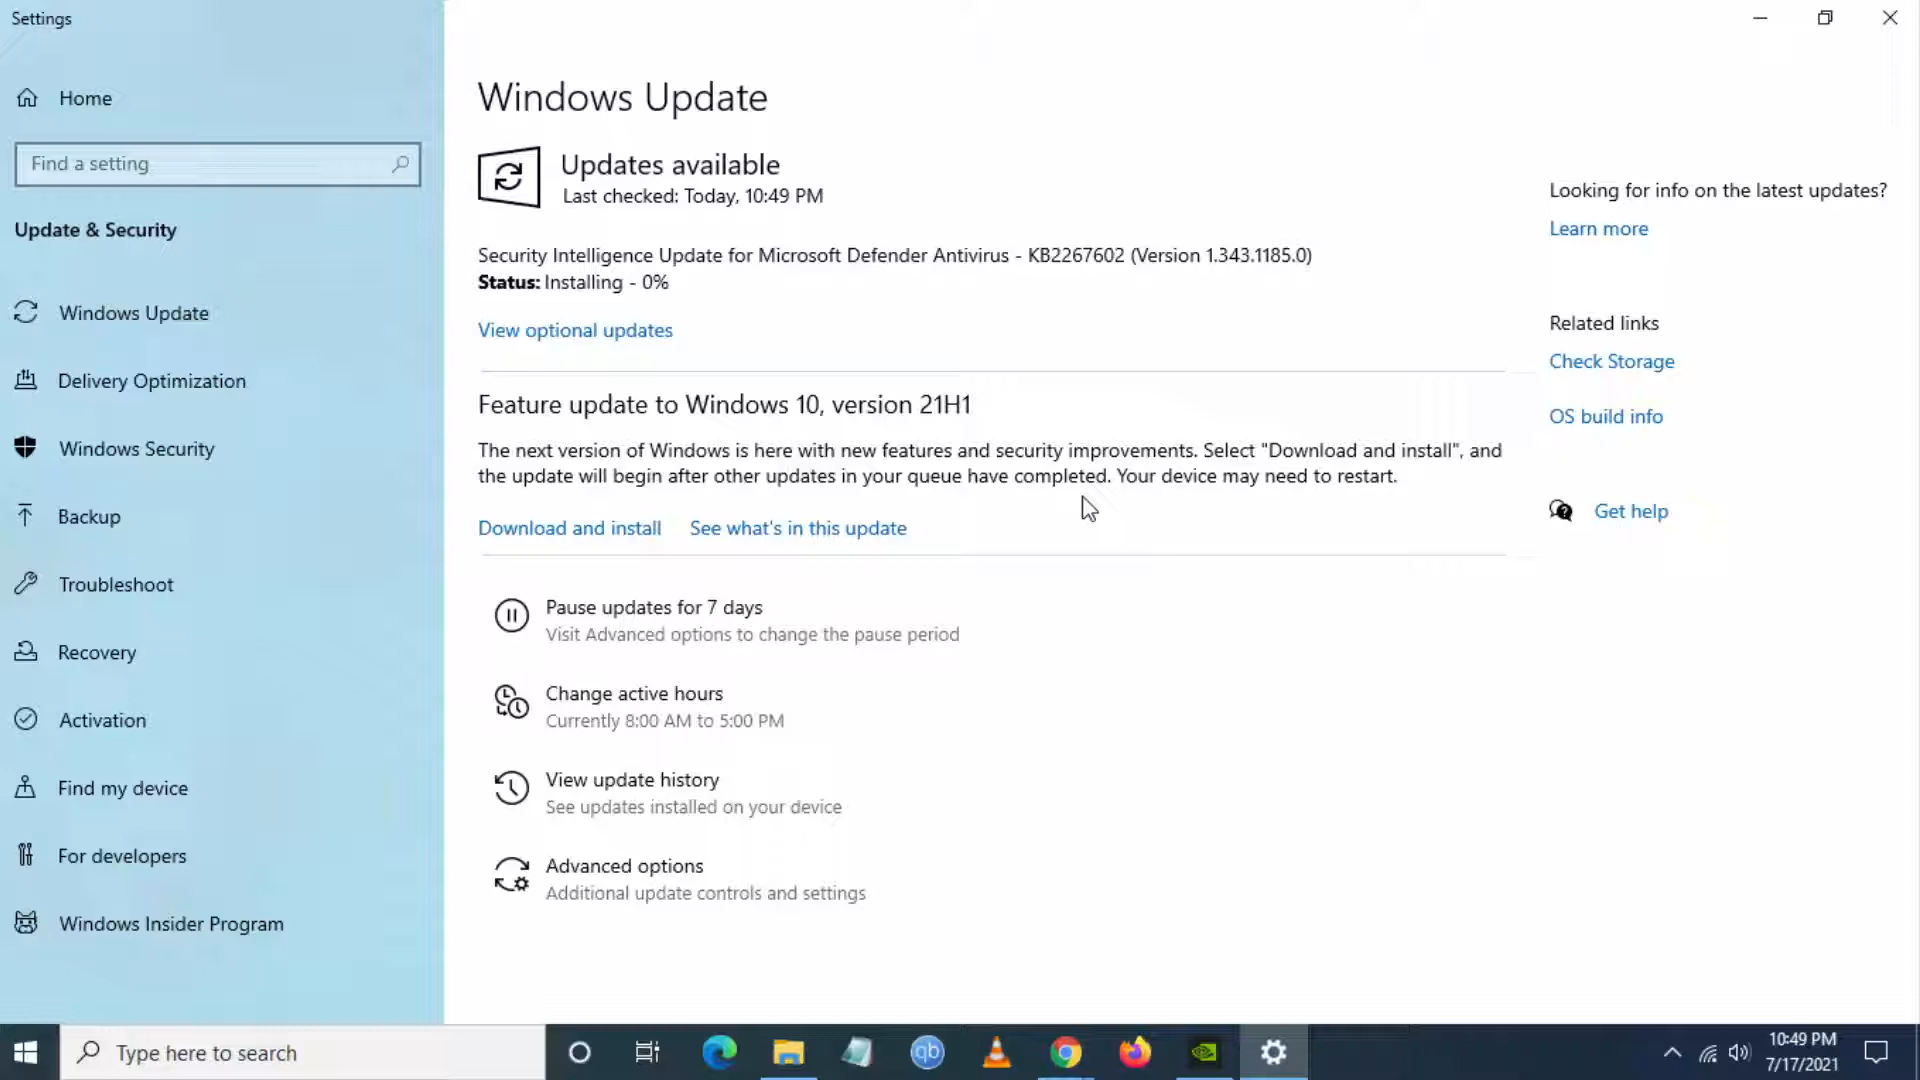 Settings
Home
Find a setting
Update & Security
Windows Update
Delivery Optimization
Windows Security
Backup
Troubleshoot
Recovery
Activation
Find my device
For developers
Windows Insider Program
Windows Update
Updates available
Last checked: Today, 10:49 PM
Security Intelligence Update for Microsoft Defender Antivirus - KB2267602 (Version 1.343.1185.0)
Status: Installing - 0%
View optional updates
Feature update to Windows 10, version 21H1
The next version of Windows is here with new features and security improvements. Select "Download and install", and
the update will begin after other updates in your queue have completed. Your device may need to restart.
Download and install See what's in this update
Pause updates for 7 days
Visit Advanced options to change the pause period
Change active hours
Currently 8:00 AM to 5:00 PM
View update history
See updates installed on your device
Advanced options
Additional update controls and settings
Looking for info on the latest updates?
Learn more
Related links
Check Storage
OS build info
Get help
Type here to search
qb
10:49 PM
7/17/2021